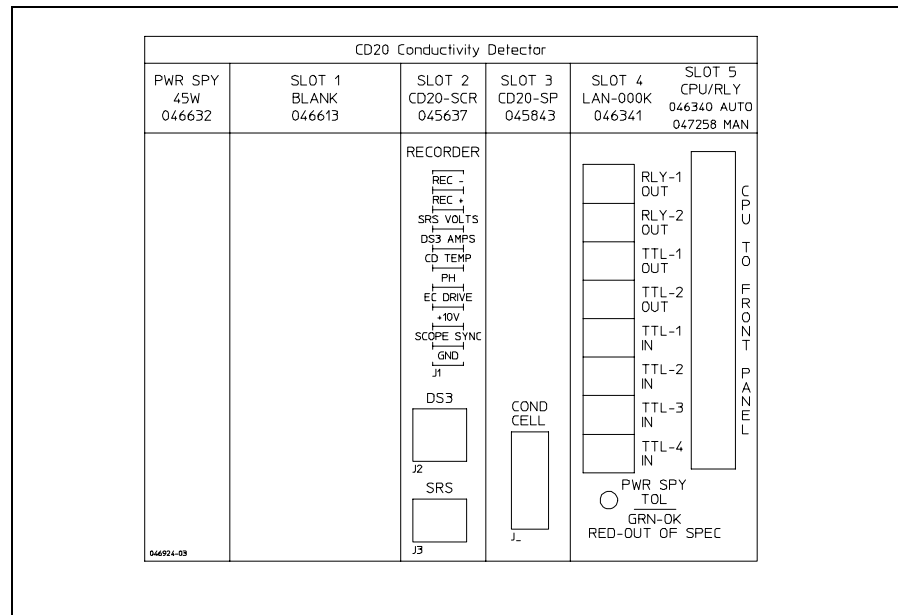 CD20 Conductivity Detector
PWR SPY
45W
046632
SLOT 1
BLANK
046613
SLOT 2
CD20-SCR
045637
SLOT 3
CD20-SP
045843
SLOT 4
LAN-000K
046341
SLOT 5
CPU/RLY
046340 AUTO
047258 MAN
RECORDER
REC -
REC +
SRS VOLTS
DS3 AMPS
CD TEMP
PH
EC DRIVE
+10V
SCOPE SYNC
GND
J1
DS3
J2
SRS
J3
COND
CELL
J_
RLY-1
OUT
RLY-2
OUT
TTL-1
OUT
TTL-2
OUT
TTL-1
IN
TTL-2
IN
TTL-3
IN
TTL-4
IN
CPU TO FRONT PANEL
PWR SPY
TOL
GRN-OK
RED-OUT OF SPEC
046924-03